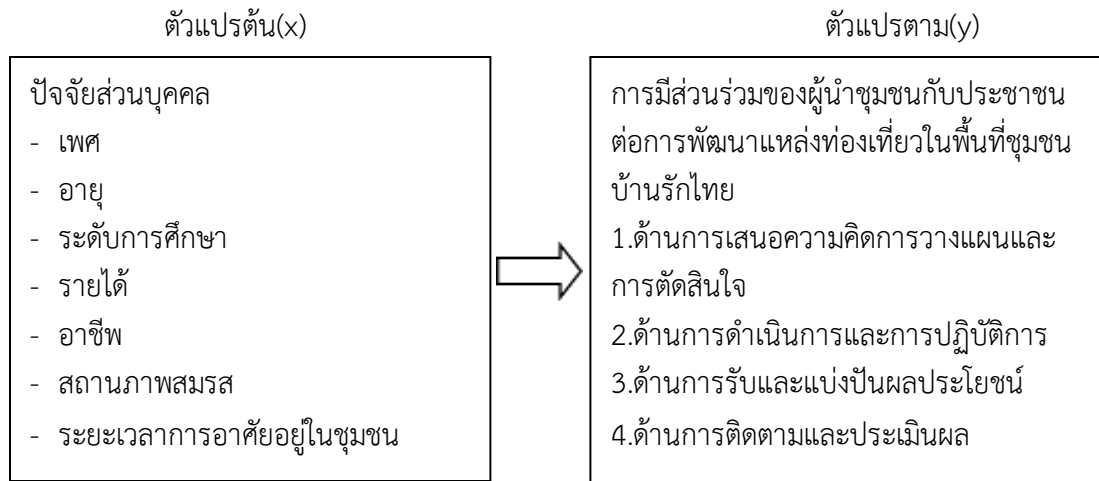 ตัวแปรต้น(x)
ปัจจัยส่วนบุคคล
- เพศ
- อายุ
- ระดับการศึกษา
- รายได้
- อาชีพ
- สถานภาพสมรส
- ระยะเวลาการอาศัยอยู่ในชุมชน
ตัวแปรตาม(y)
การมีส่วนร่วมของผู้นำชุมชนกับประชาชน
ต่อการพัฒนาแหล่งท่องเที่ยวในพื้นที่ชุมชน
บ้านรักไทย
1.ด้านการเสนอความคิดการวางแผนและ
การตัดสินใจ
2.ด้านการดำเนินการและการปฏิบัติการ
3.ด้านการรับและแบ่งปันผลประโยชน์
4.ด้านการติดตามและประเมินผล